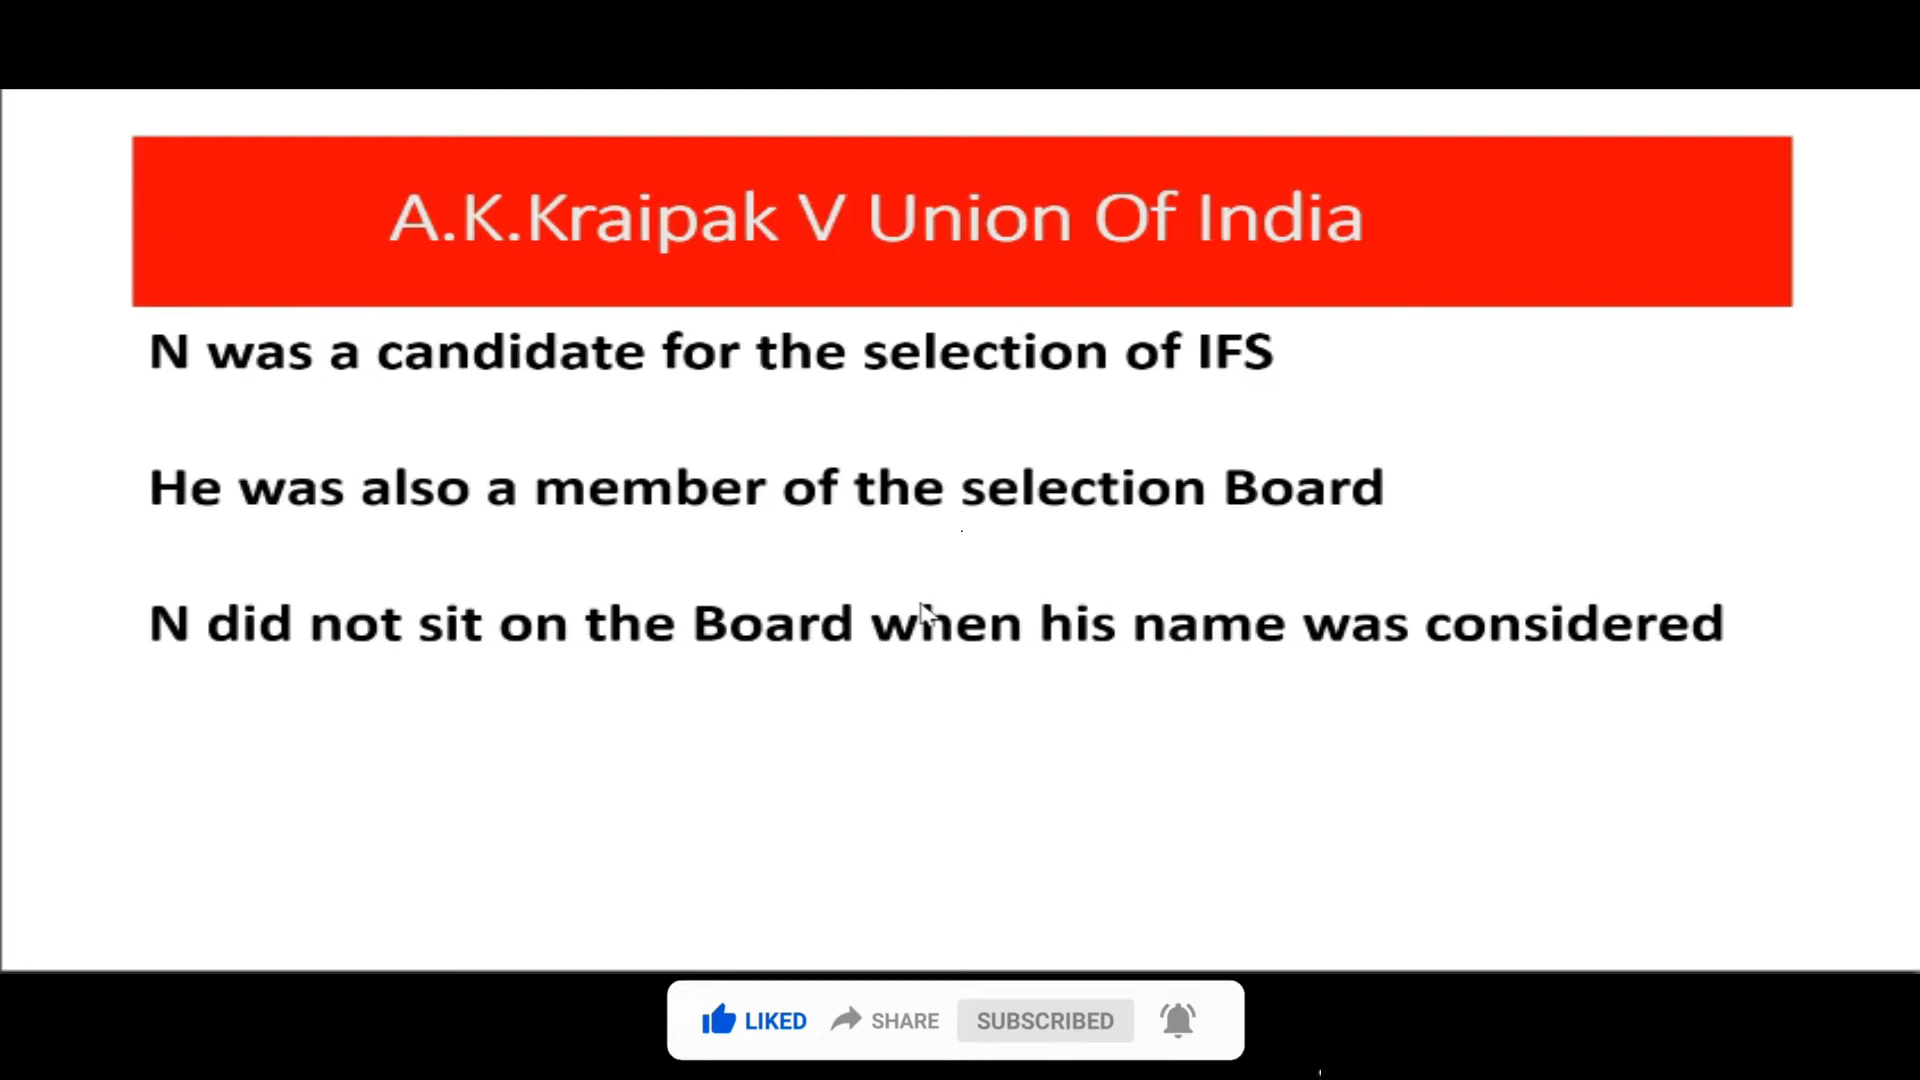 A.K.Kraipak V Union Of India
N was a candidate for the selection of IFS
He was also a member of the selection Board
N did not sit on the Board when his name was considered
LIKED SHARE SUBSCRIBED